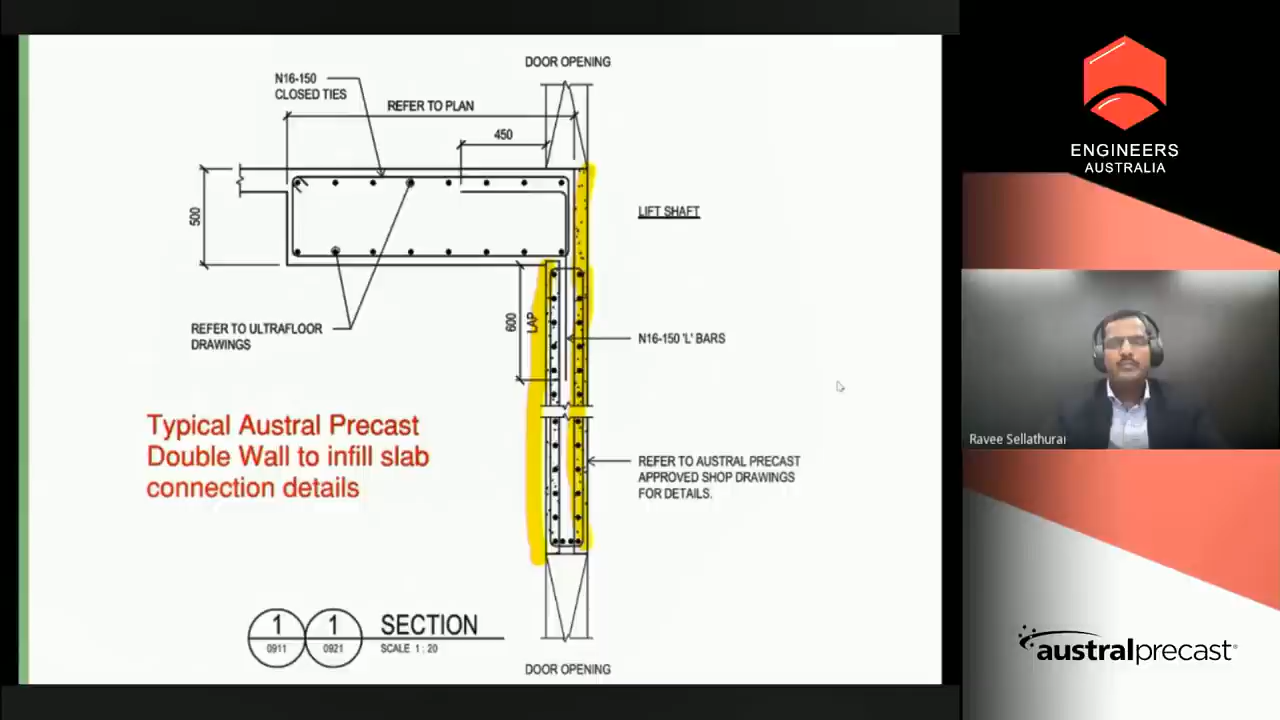 DOOR OPENING
N16-150
CLOSED TIES
REFER TO PLAN
450
500
LIFT SHAFT
600
LAP
REFER TO ULTRAFLOOR
DRAWINGS
N16-150 'L' BARS
Typical Austral Precast
Double Wall to infill slab
connection details
REFER TO AUSTRAL PRECAST
APPROVED SHOP DRAWINGS
FOR DETAILS.
1
0911
1
0921
SECTION
SCALE 1 : 20
DOOR OPENING
ENGINEERS
AUSTRALIA
Ravee Sellathurai
australprecast